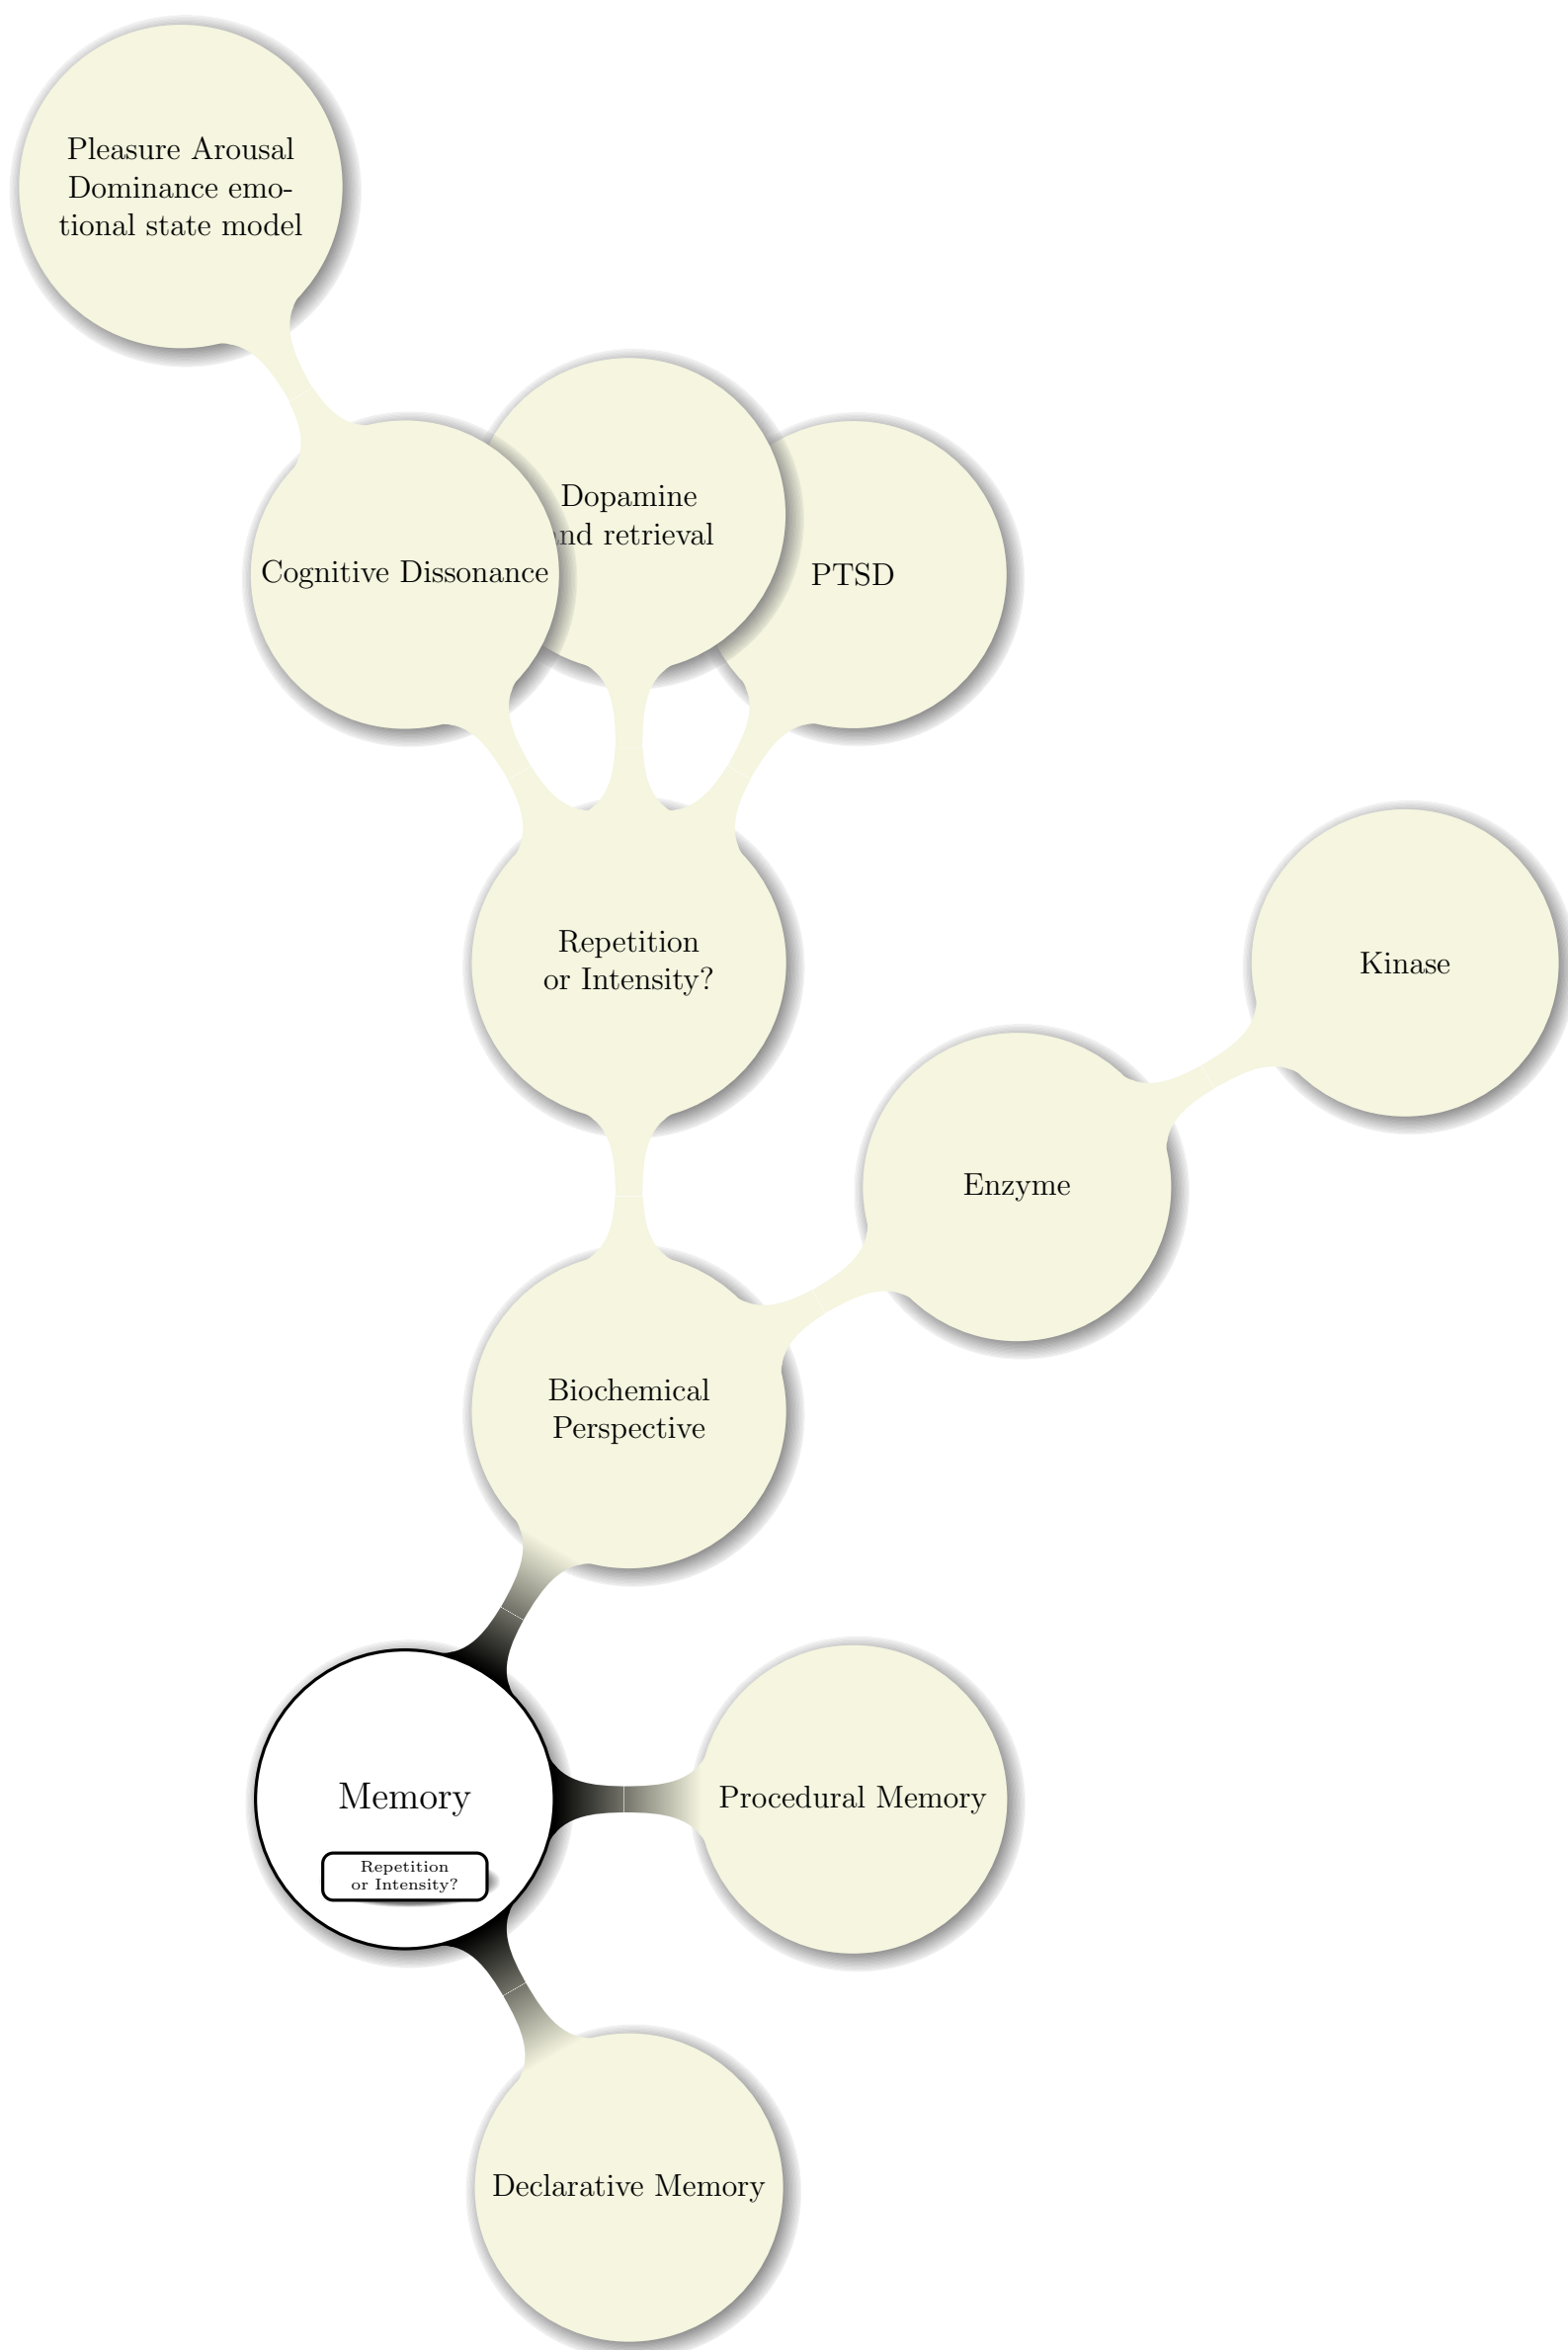 Pleasure Arousal
Dominance emo-
tional state model
Dopamine
nd retrieval
Cognitive Dissonance
PTSD
Repetition
or Intensity?
Kinase
Enzyme
Biochemical
Perspective
Memory
Repetition
or Intensity?
Procedural Memory
Declarative Memory